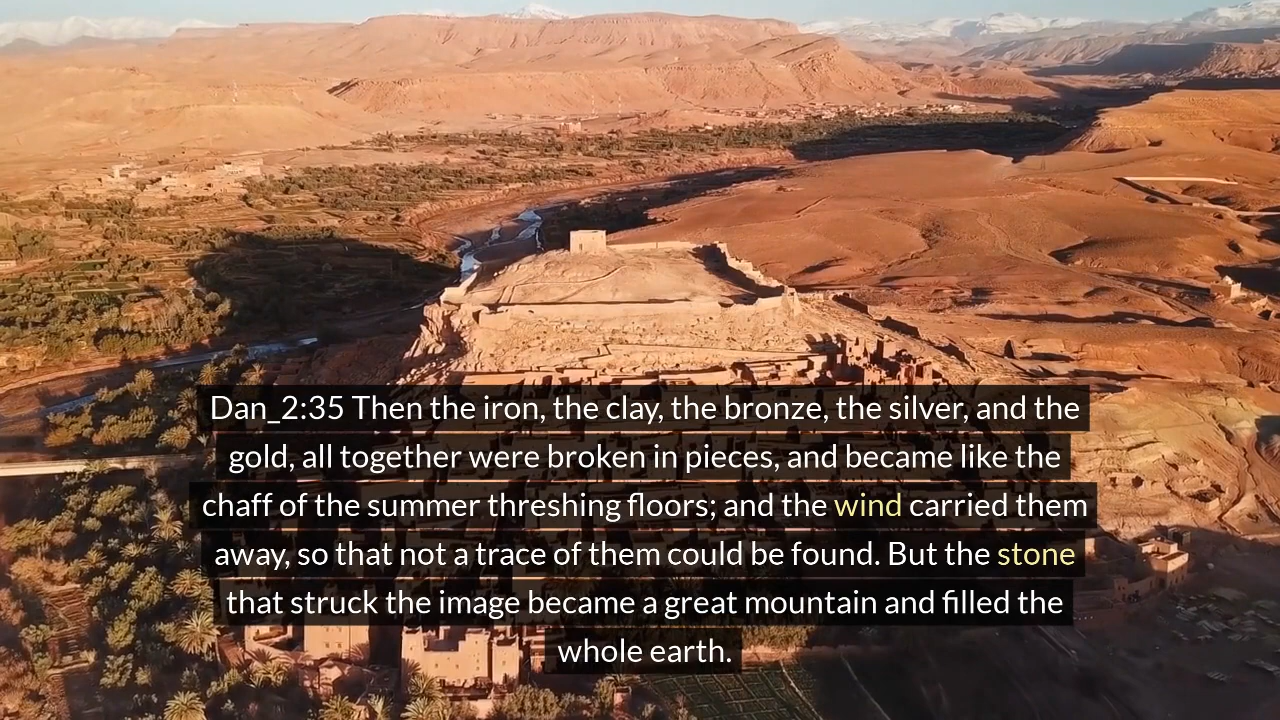 Dan_2:35 Then the iron, the clay, the bronze, the silver, and the
gold, all together were broken in pieces, and became like the
chaff of the summer threshing floors; and the wind carried them
away, so that not a trace of them could be found. But the stone
that struck the image became a great mountain and filled the
whole earth.